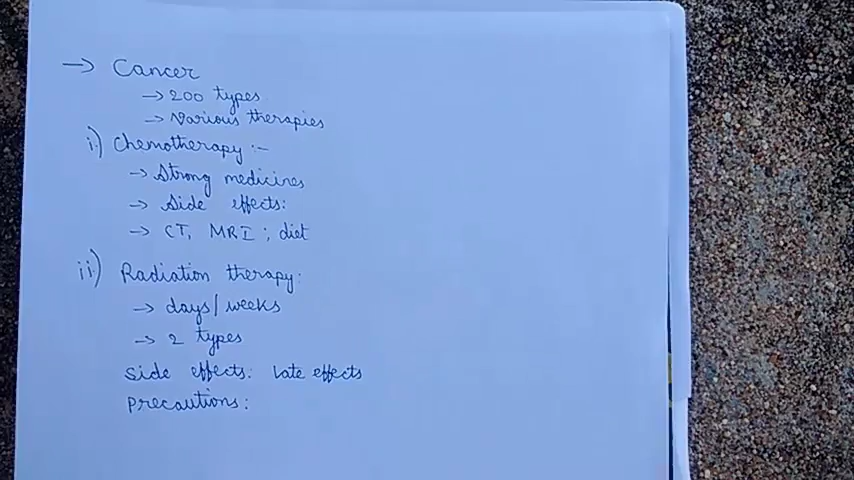 → Cancer
→ 200 types
→ Various therapies
i) Chemotherapy :-
→ Strong medicines
→ Side effects:
→ CT, MRI ; diet
ii) Radiation therapy:
→ days/weeks
→ 2 types
side effects: late effects
Precautions: